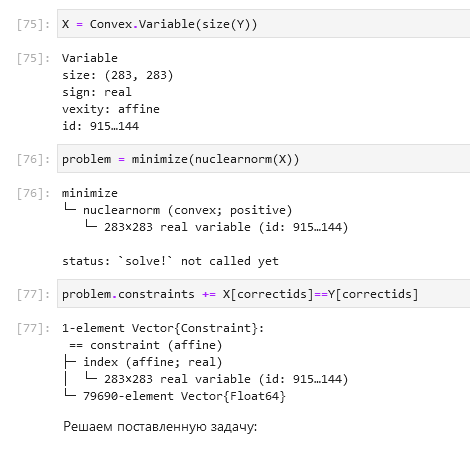 [75]: X = Convex.Variable(size(Y))
[75]: Variable
size: (283, 283)
sign: real
vexity: affine
id: 915…144
[76]: problem = minimize(nuclearnorm(X))
[76]: minimize
└─ nuclearnorm (convex; positive)
   └─ 283×283 real variable (id: 915…144)
status: `solve!` not called yet
[77]: problem.constraints += X[correctids]==Y[correctids]
[77]: 1-element Vector{Constraint}:
 == constraint (affine)
├─ index (affine; real)
│  └─ 283×283 real variable (id: 915…144)
└─ 79690-element Vector{Float64}
Решаем поставленную задачу: